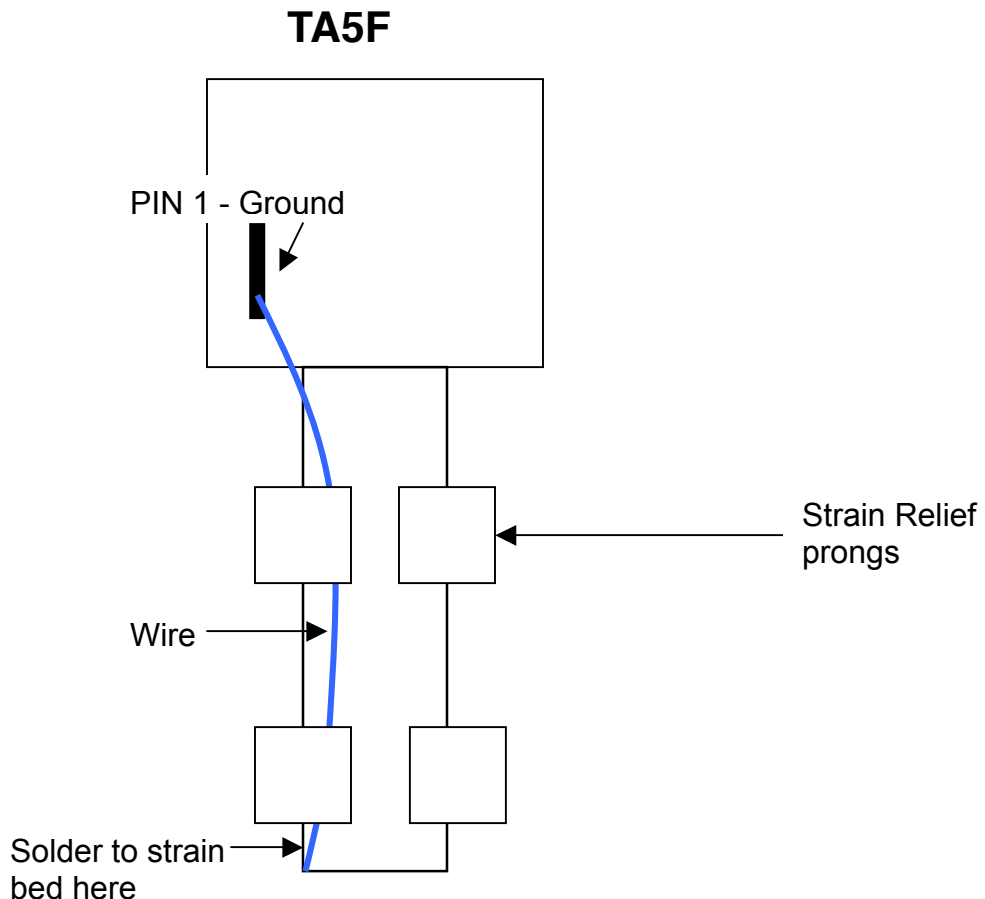 TA5F
PIN 1 - Ground
Strain Relief
prongs
Wire
Solder to strain
bed here